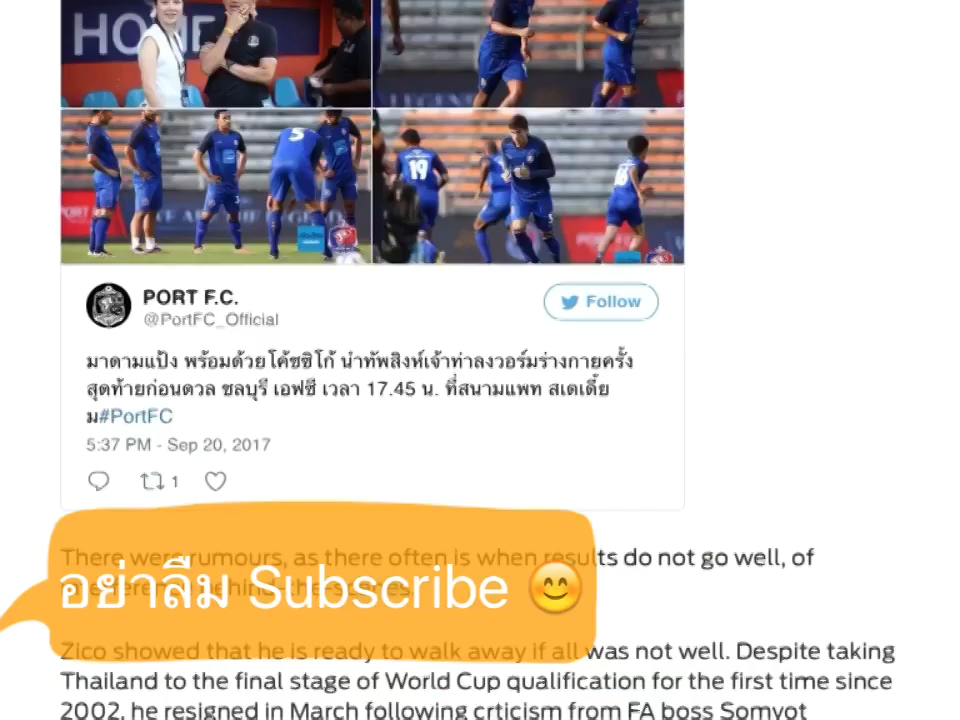 HOME
5
19
18
PORT F.C.
@PortFC_Official
Follow
มาดามแป้ง พร้อมด้วยโค้ชซิโก้ นำทัพสิงห์เจ้าท่าลงวอร์มร่างกายครั้ง
สุดท้ายก่อนดวล ชลบุรี เอฟซี เวลา 17.45 น. ที่สนามแพท สเตเดี้ย
ม#PortFC
5:37 PM - Sep 20, 2017
1
There were rumours, as there often is when results do not go well, of
interference behind-the-scenes.
อย่าลืม Subscribe 😊
Zico showed that he is ready to walk away if all was not well. Despite taking
Thailand to the final stage of World Cup qualification for the first time since
2002, he resigned in March following crticism from FA boss Somyot